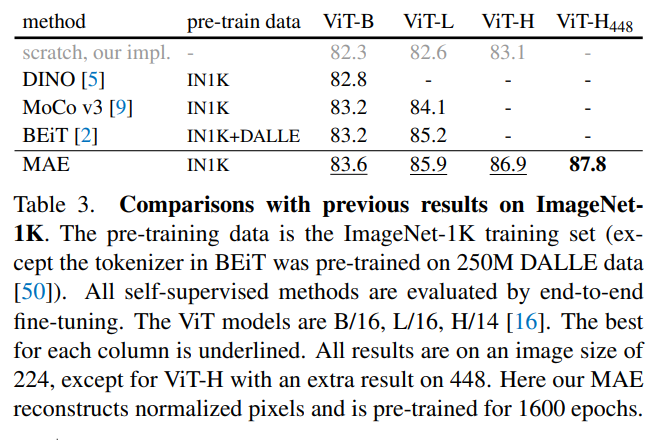 method pre-train data ViT-B ViT-L ViT-H ViT-H448
scratch, our impl. - 82.3 82.6 83.1 -
DINO [5] IN1K 82.8 - - -
MoCo v3 [9] IN1K 83.2 84.1 - -
BEiT [2] IN1K+DALLE 83.2 85.2 - -
MAE IN1K 83.6 85.9 86.9 87.8
Table 3. Comparisons with previous results on ImageNet-
1K. The pre-training data is the ImageNet-1K training set (ex-
cept the tokenizer in BEiT was pre-trained on 250M DALLE data
[50]). All self-supervised methods are evaluated by end-to-end
fine-tuning. The ViT models are B/16, L/16, H/14 [16]. The best
for each column is underlined. All results are on an image size of
224, except for ViT-H with an extra result on 448. Here our MAE
reconstructs normalized pixels and is pre-trained for 1600 epochs.